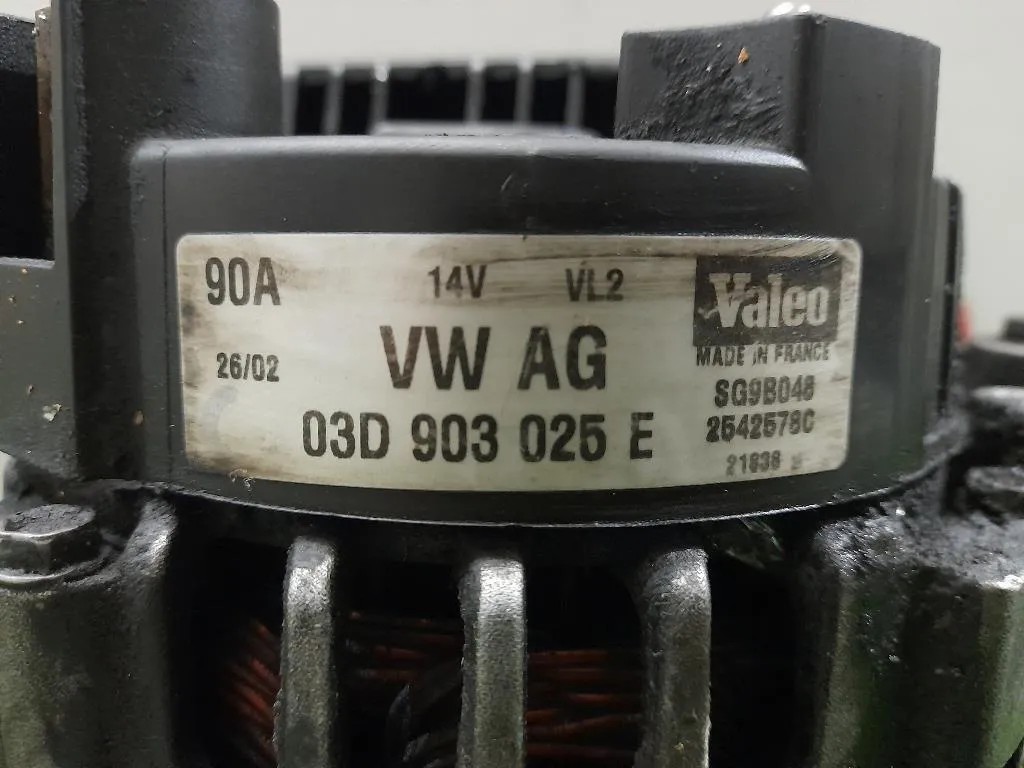 90A 14V VL2 Valeo
MADE IN FRANCE
26/02 VW AG
SG9B048
03D 903 025 E
2542578C
21838